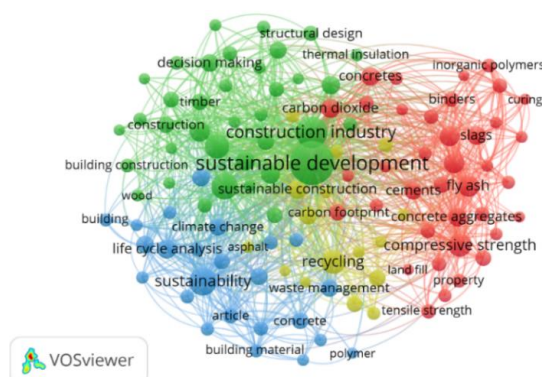 structural design
decision making
thermal insulation
concretes
inorganic polymers
timber
carbon dioxide
binders
curing
construction
construction industry
slags
building construction
sustainable development
wood
sustainable construction
cements
fly ash
building
climate change
carbon footprint
concrete aggregates
life cycle analysis
asphalt
recycling
compressive strength
sustainability
waste management
land fill
property
article
concrete
tensile strength
building material
polymer
VOSviewer